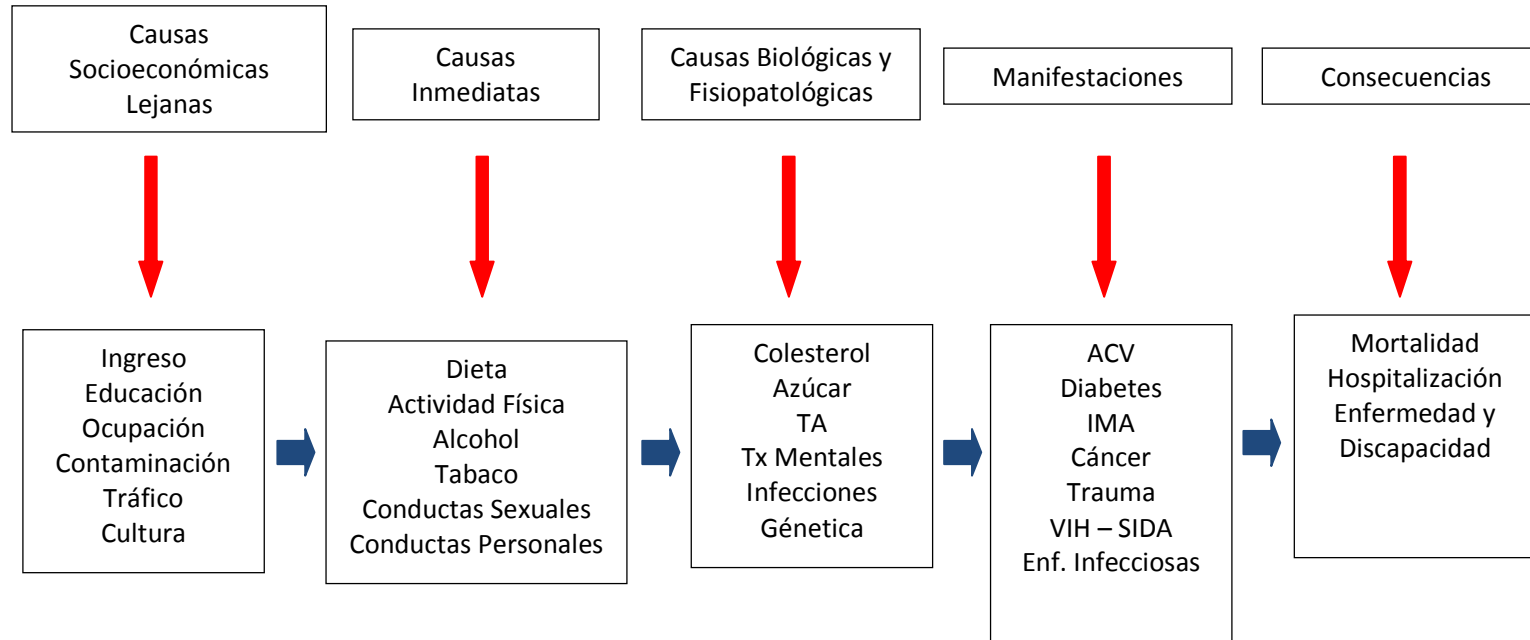 Causas
Socioeconómicas
Lejanas
Causas
Inmediatas
Causas Biológicas y
Fisiopatológicas
Manifestaciones
Consecuencias
Ingreso
Educación
Ocupación
Contaminación
Tráfico
Cultura
Dieta
Actividad Física
Alcohol
Tabaco
Conductas Sexuales
Conductas Personales
Colesterol
Azúcar
TA
Tx Mentales
Infecciones
Génetica
ACV
Diabetes
IMA
Cáncer
Trauma
VIH – SIDA
Enf. Infecciosas
Mortalidad
Hospitalización
Enfermedad y
Discapacidad